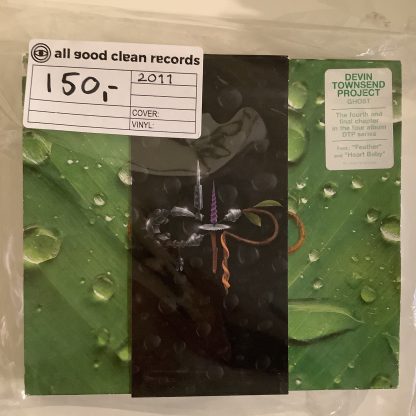 all good clean records
150,-
2011
COVER:
VINYL:
DEVIN
TOWNSEND
PROJECT
GHOST
The fourth and
final chapter
in the four album
DTP series
Feat.: "Feather"
and "Heart Baby"